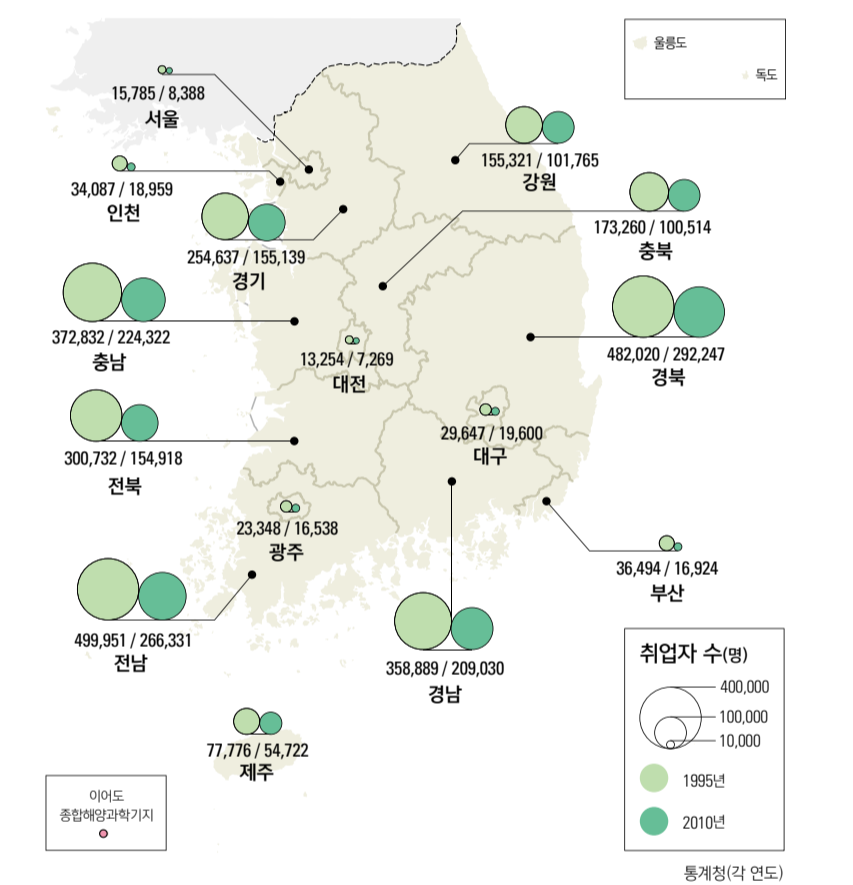 울릉도
독도
15,785 / 8,388
서울
155,321 / 101,765
강원
34,087 / 18,959
인천
173,260 / 100,514
충북
254,637 / 155,139
경기
372,832 / 224,322
충남
13,254 / 7,269
대전
482,020 / 292,247
경북
29,647 / 19,600
대구
300,732 / 154,918
전북
23,348 / 16,538
광주
36,494 / 16,924
부산
499,951 / 266,331
전남
358,889 / 209,030
경남
77,776 / 54,722
제주
이어도
종합해양과학기지
취업자 수(명)
400,000
100,000
10,000
1995년
2010년
통계청(각 연도)